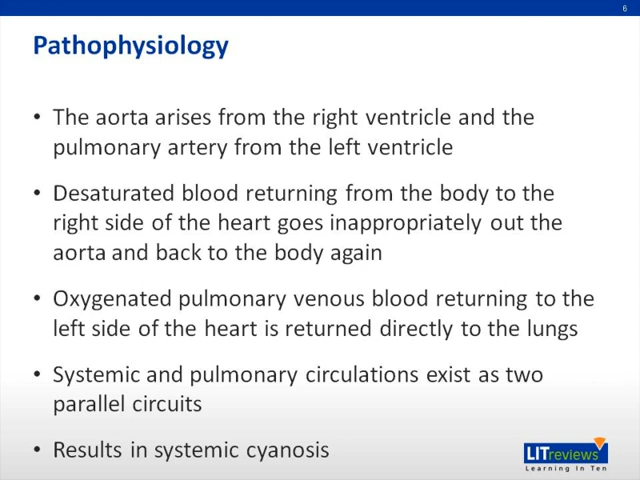 6
Pathophysiology
• The aorta arises from the right ventricle and the
pulmonary artery from the left ventricle
• Desaturated blood returning from the body to the
right side of the heart goes inappropriately out the
aorta and back to the body again
• Oxygenated pulmonary venous blood returning to the
left side of the heart is returned directly to the lungs
• Systemic and pulmonary circulations exist as two
parallel circuits
• Results in systemic cyanosis
LITreviews
Learning In Ten